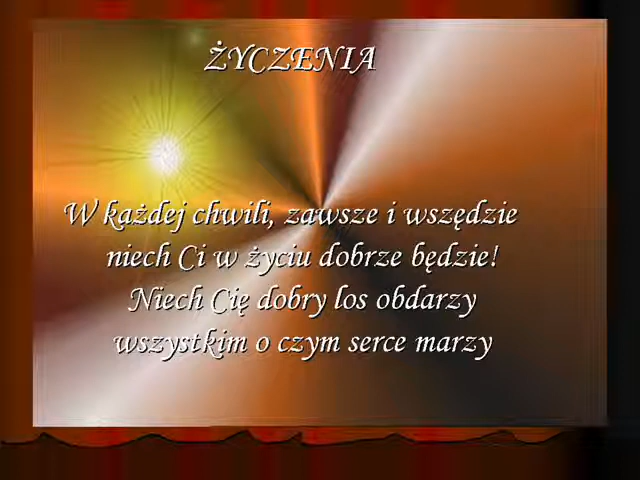 ŻYCZENIA
W każdej chwili, zawsze i wszędzie
niech Ci w życiu dobrze będzie!
Niech Cię dobry los obdarzy
wszystkim o czym serce marzy